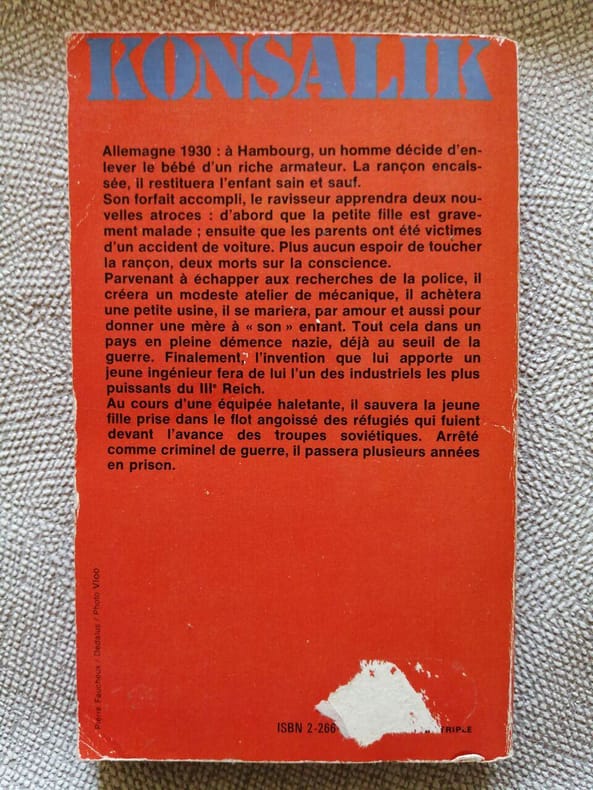 KONSALIK
Allemagne 1930 : à Hambourg, un homme décide d'en-
lever le bébé d'un riche armateur. La rançon encais-
sée, il restituera l'enfant sain et sauf.
Son forfait accompli, le ravisseur apprendra deux nou-
velles atroces : d'abord que la petite fille est grave-
ment malade ; ensuite que les parents ont été victimes
d'un accident de voiture. Plus aucun espoir de toucher
la rançon, deux morts sur la conscience.
Parvenant à échapper aux recherches de la police, il
créera un modeste atelier de mécanique, il achètera
une petite usine, il se mariera, par amour et aussi pour
donner une mère à « son » enfant. Tout cela dans un
pays en pleine démence nazie, déjà au seuil de la
guerre. Finalement, l'invention que lui apporte un
jeune ingénieur fera de lui l'un des industriels les plus
puissants du IIIe Reich.
Au cours d'une équipée haletante, il sauvera la jeune
fille prise dans le flot angoissé des réfugiés qui fuient
devant l'avance des troupes soviétiques. Arrêté
comme criminel de guerre, il passera plusieurs années
en prison.
Pierre Faucheux / Dedalus / Photo Vloo
ISBN 2-266 TRIPLE